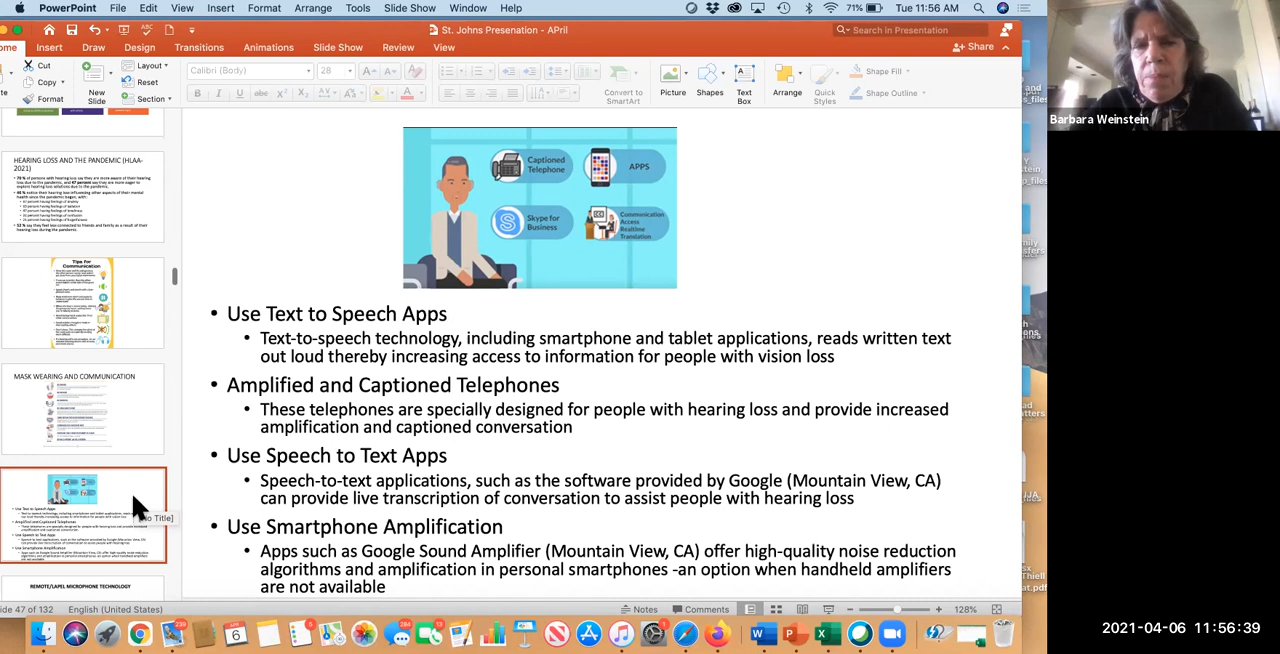 PowerPoint File Edit View Insert Format Arrange Tools Slide Show Window Help 71% Tue 11:56 AM
St. Johns Presenation - APril
Search in Presentation
Insert Draw Design Transitions Animations Slide Show Review View
Share
Cut
Copy
Format
New
Slide
Layout
Reset
Section
Calibri (Body) 28
Convert to
SmartArt
Picture
Shapes
Text
Box
Arrange
Quick
Styles
Shape Fill
Shape Outline
Barbara Weinstein
HEARING LOSS AND THE PANDEMIC (HLAA-
2021)
Tips for
Communication
MASK WEARING AND COMMUNICATION
REMOTE/LAPEL MICROPHONE TECHNOLOGY
Captioned
Telephone
APPS
Skype for
Business
Communication
Access
Realtime
Translation
• Use Text to Speech Apps
• Text-to-speech technology, including smartphone and tablet applications, reads written text
out loud thereby increasing access to information for people with vision loss
• Amplified and Captioned Telephones
• These telephones are specially designed for people with hearing loss and provide increased
amplification and captioned conversation
• Use Speech to Text Apps
• Speech-to-text applications, such as the software provided by Google (Mountain View, CA)
can provide live transcription of conversation to assist people with hearing loss
• Use Smartphone Amplification
• Apps such as Google Sound Amplifier (Mountain View, CA) offer high-quality noise reduction
algorithms and amplification in personal smartphones -an option when handheld amplifiers
are not available
ide 47 of 132 English (United States) Notes Comments 128%
2021-04-06 11:56:39